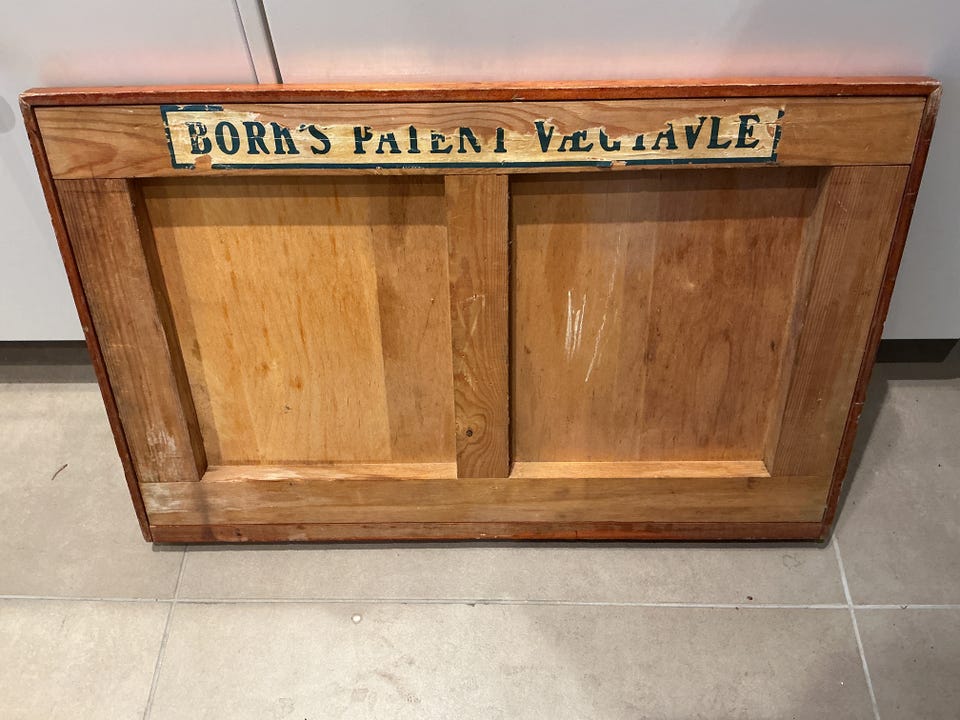 BORK'S PATENT VÆGTAVLE